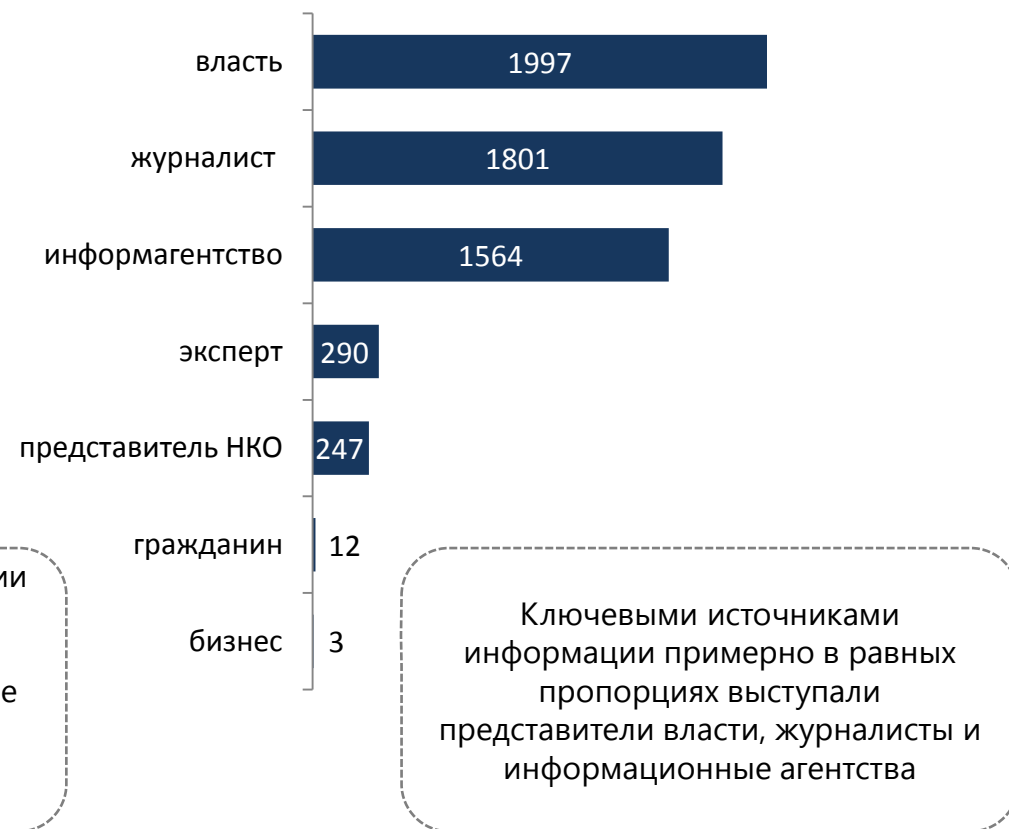 власть 1997
журналист 1801
информагентство 1564
эксперт 290
представитель НКО 247
гражданин 12
бизнес 3
Ключевыми источниками
информации примерно в равных
пропорциях выступали
представители власти, журналисты и
информационные агентства